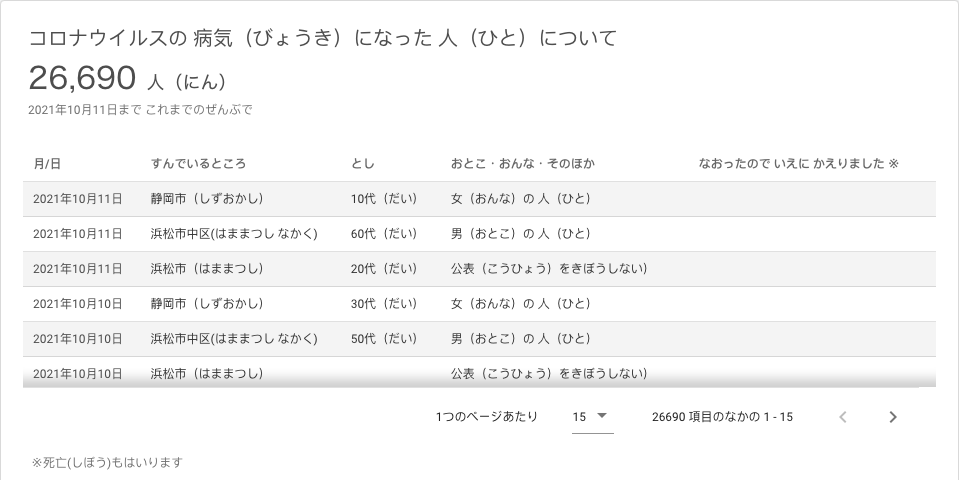 コロナウイルスの 病気（びょうき）になった 人（ひと）について
26,690 人（にん）
2021年10月11日まで これまでのぜんぶで
月/日 すんでいるところ とし おとこ・おんな・そのほか なおったので いえに かえりました ※
2021年10月11日 静岡市（しずおかし） 10代（だい） 女（おんな）の 人（ひと）
2021年10月11日 浜松市中区(はままつし なかく) 60代（だい） 男（おとこ）の 人（ひと）
2021年10月11日 浜松市（はままつし） 20代（だい） 公表（こうひょう）をきぼうしない）
2021年10月10日 静岡市（しずおかし） 30代（だい） 女（おんな）の 人（ひと）
2021年10月10日 浜松市中区(はままつし なかく) 50代（だい） 男（おとこ）の 人（ひと）
2021年10月10日 浜松市（はままつし） 公表（こうひょう）をきぼうしない）
1つのページあたり 15 26690 項目のなかの 1 - 15
※死亡(しぼう)もはいります